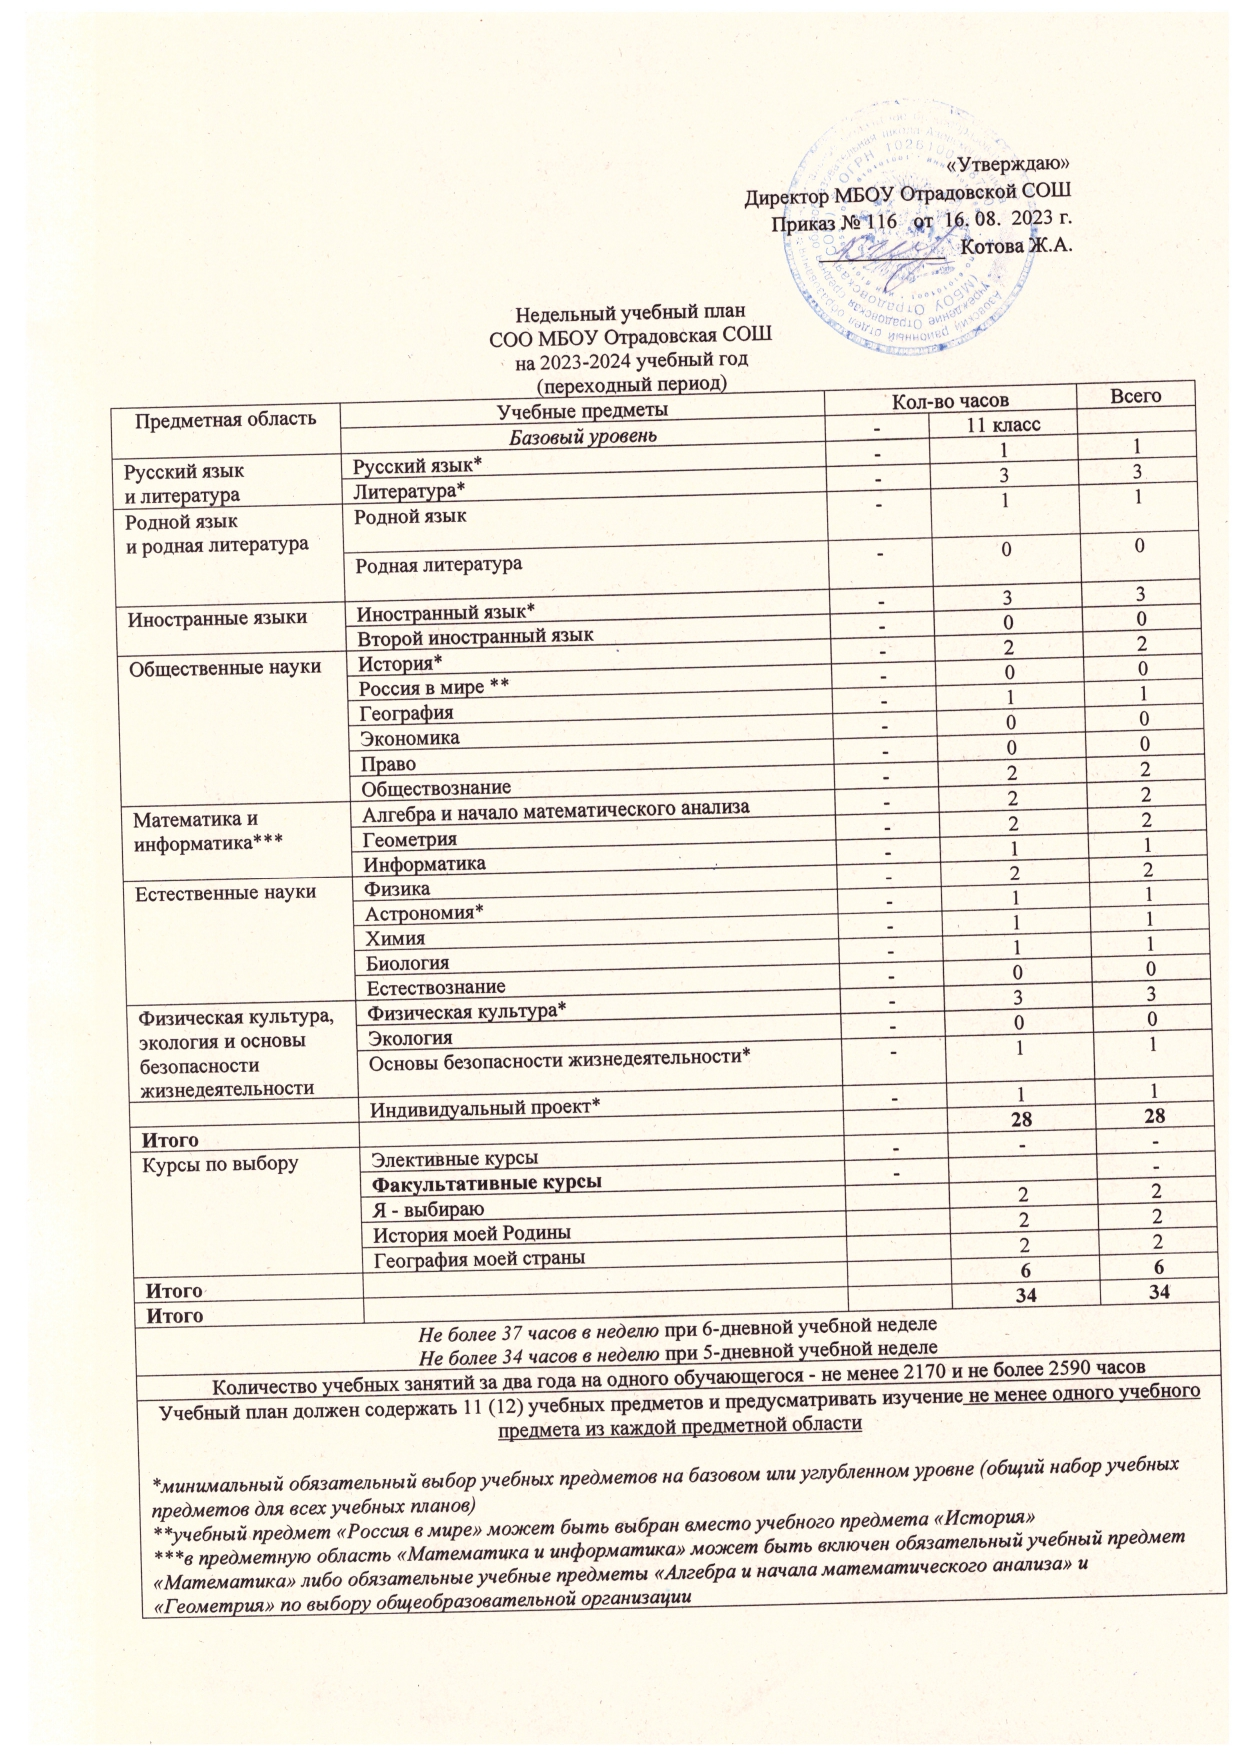 «Утверждаю»
Директор МБОУ Отрадовской СОШ
Приказ № 116 от 16. 08. 2023 г.
Котова Ж.А.
Недельный учебный план
СОО МБОУ Отрадовская СОШ
на 2023-2024 учебный год
(переходный период)
Предметная область Учебные предметы Кол-во часов Всего
Базовый уровень - 11 класс
Русский язык и литература Русский язык* - 1 1
Литература* - 3 3
Родной язык и родная литература Родной язык - 1 1
Родная литература - 0 0
Иностранные языки Иностранный язык* - 3 3
Второй иностранный язык - 0 0
Общественные науки История* - 2 2
Россия в мире ** - 0 0
География - 1 1
Экономика - 0 0
Право - 0 0
Обществознание - 2 2
Математика и информатика*** Алгебра и начало математического анализа - 2 2
Геометрия - 2 2
Информатика - 1 1
Естественные науки Физика - 2 2
Астрономия* - 1 1
Химия - 1 1
Биология - 1 1
Естествознание - 0 0
Физическая культура, экология и основы безопасности жизнедеятельности Физическая культура* - 3 3
Экология - 0 0
Основы безопасности жизнедеятельности* - 1 1
Индивидуальный проект* - 1 1
Итого 28 28
Курсы по выбору Элективные курсы - - -
Факультативные курсы - -
Я - выбираю 2 2
История моей Родины 2 2
География моей страны 2 2
Итого 6 6
Итого 34 34
Не более 37 часов в неделю при 6-дневной учебной неделе
Не более 34 часов в неделю при 5-дневной учебной неделе
Количество учебных занятий за два года на одного обучающегося - не менее 2170 и не более 2590 часов
Учебный план должен содержать 11 (12) учебных предметов и предусматривать изучение не менее одного учебного
предмета из каждой предметной области
*минимальный обязательный выбор учебных предметов на базовом или углубленном уровне (общий набор учебных
предметов для всех учебных планов)
**учебный предмет «Россия в мире» может быть выбран вместо учебного предмета «История»
***в предметную область «Математика и информатика» может быть включен обязательный учебный предмет
«Математика» либо обязательные учебные предметы «Алгебра и начала математического анализа» и
«Геометрия» по выбору общеобразовательной организации